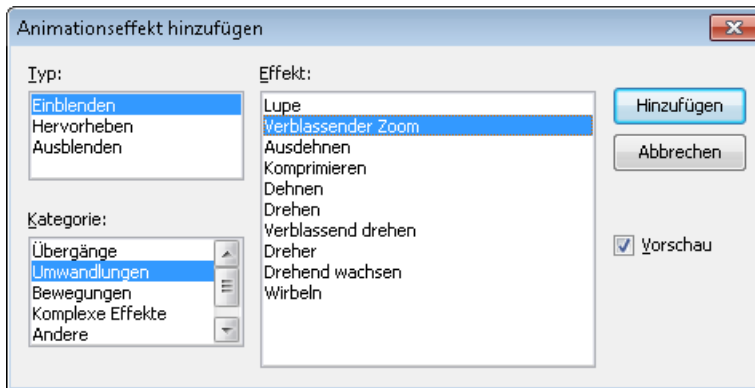 Animationseffekt hinzufügen
Typ:
Einblenden
Hervorheben
Ausblenden
Kategorie:
Übergänge
Umwandlungen
Bewegungen
Komplexe Effekte
Andere
Effekt:
Lupe
Verblassender Zoom
Ausdehnen
Komprimieren
Dehnen
Drehen
Verblassend drehen
Dreher
Drehend wachsen
Wirbeln
Hinzufügen
Abbrechen
Vorschau